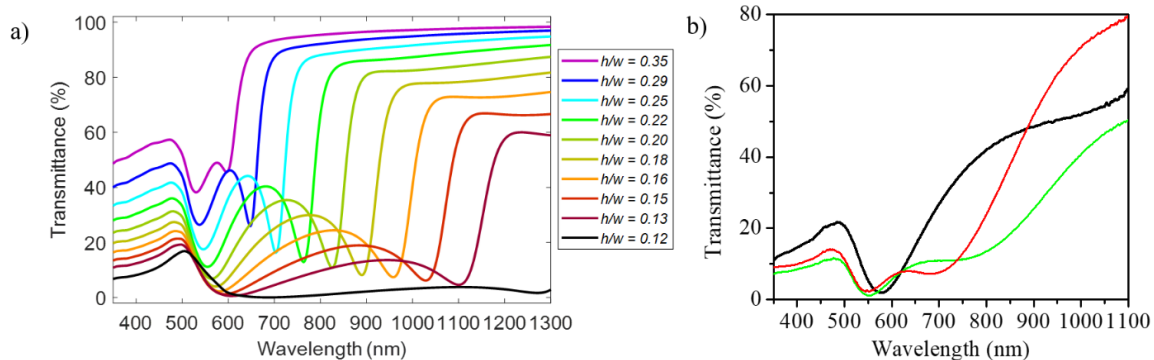 a)
Transmittance (%)
100
80
60
40
20
0
400 500 600 700 800 900 1000 1100 1200 1300
Wavelength (nm)
h/w = 0.35
h/w = 0.29
h/w = 0.25
h/w = 0.22
h/w = 0.20
h/w = 0.18
h/w = 0.16
h/w = 0.15
h/w = 0.13
h/w = 0.12
b)
Transmittance (%)
80
60
40
20
0
400 500 600 700 800 900 1000 1100
Wavelength (nm)